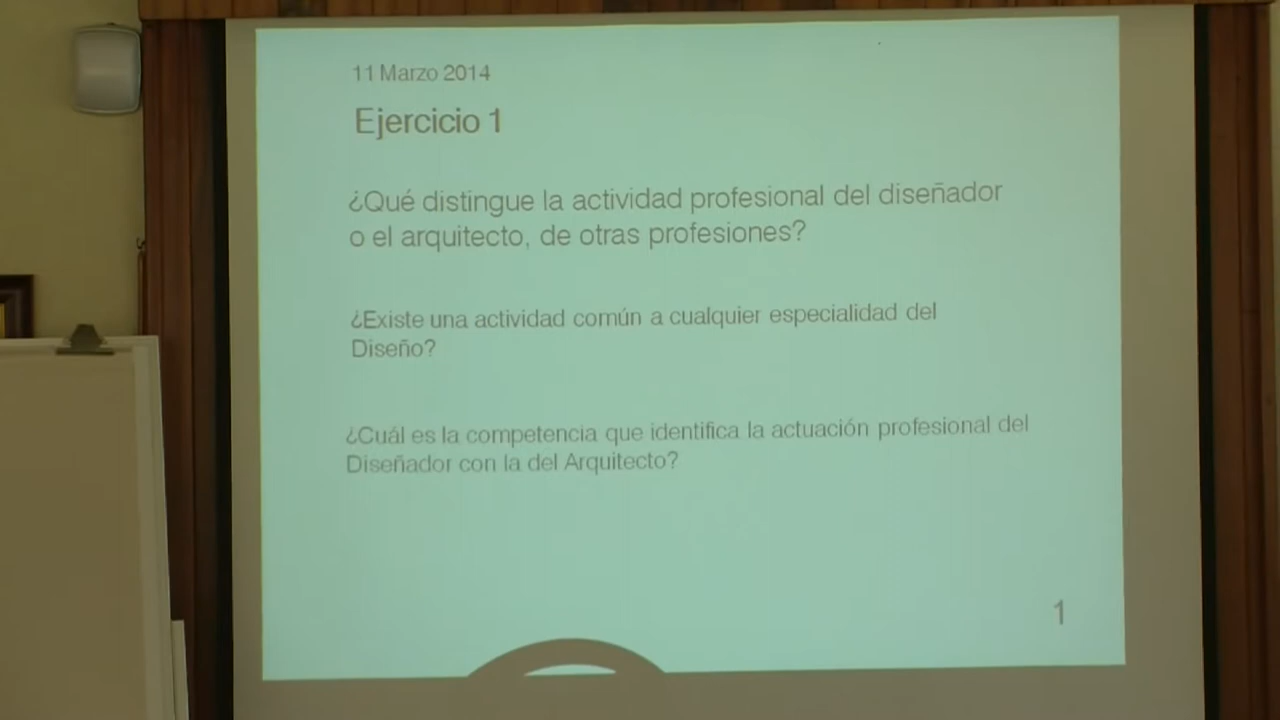 11 Marzo 2014
Ejercicio 1
¿Qué distingue la actividad profesional del diseñador
o el arquitecto, de otras profesiones?
¿Existe una actividad común a cualquier especialidad del
Diseño?
¿Cuál es la competencia que identifica la actuación profesional del
Diseñador con la del Arquitecto?
1